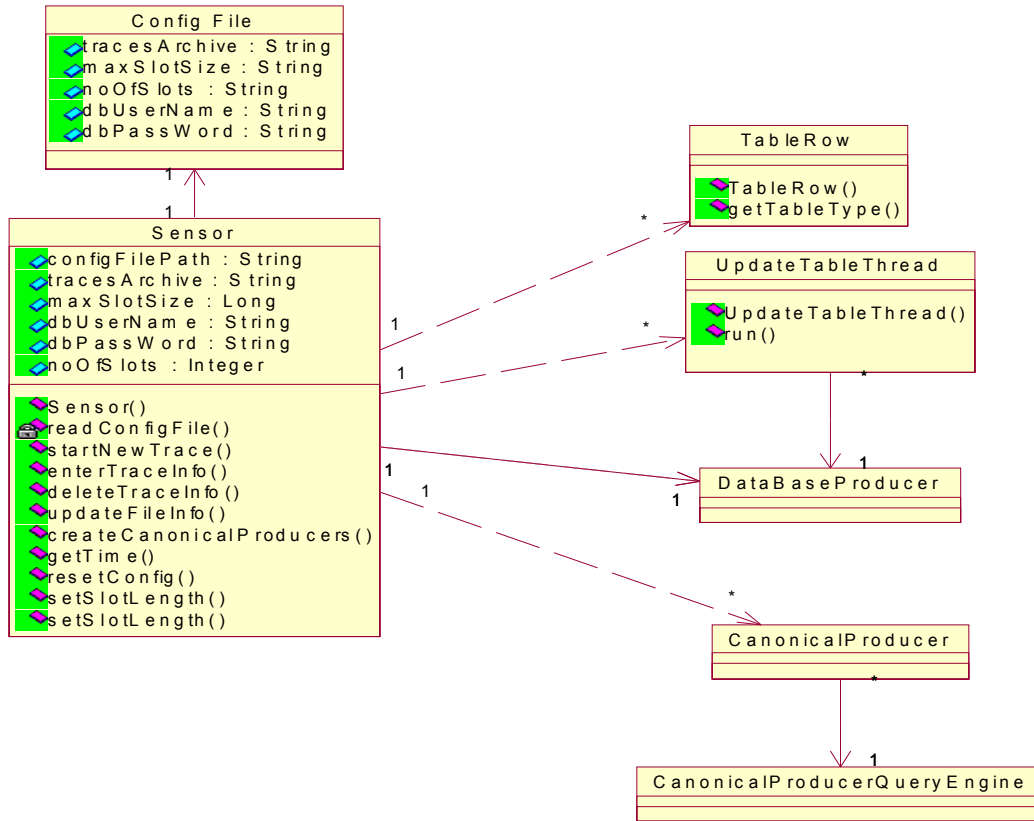 Config File
tracesArchive : String
maxSlotSize : String
noOfSlots : String
dbUserName : String
dbPassWord : String
1
1
Sensor
configFilePath : String
tracesArchive : String
maxSlotSize : Long
dbUserName : String
dbPassWord : String
noOfSlots : Integer
Sensor()
readConfigFile()
startNewTrace()
enterTraceInfo()
deleteTraceInfo()
updateFileInfo()
createCanonicalProducers()
getTime()
resetConfig()
setSlotLength()
setSlotLength()
1
*
TableRow
TableRow()
getTableType()
1
*
UpdateTableThread
UpdateTableThread()
run()
*
1
1
1
DataBaseProducer
1
*
CanonicalProducer
*
1
CanonicalProducerQueryEngine